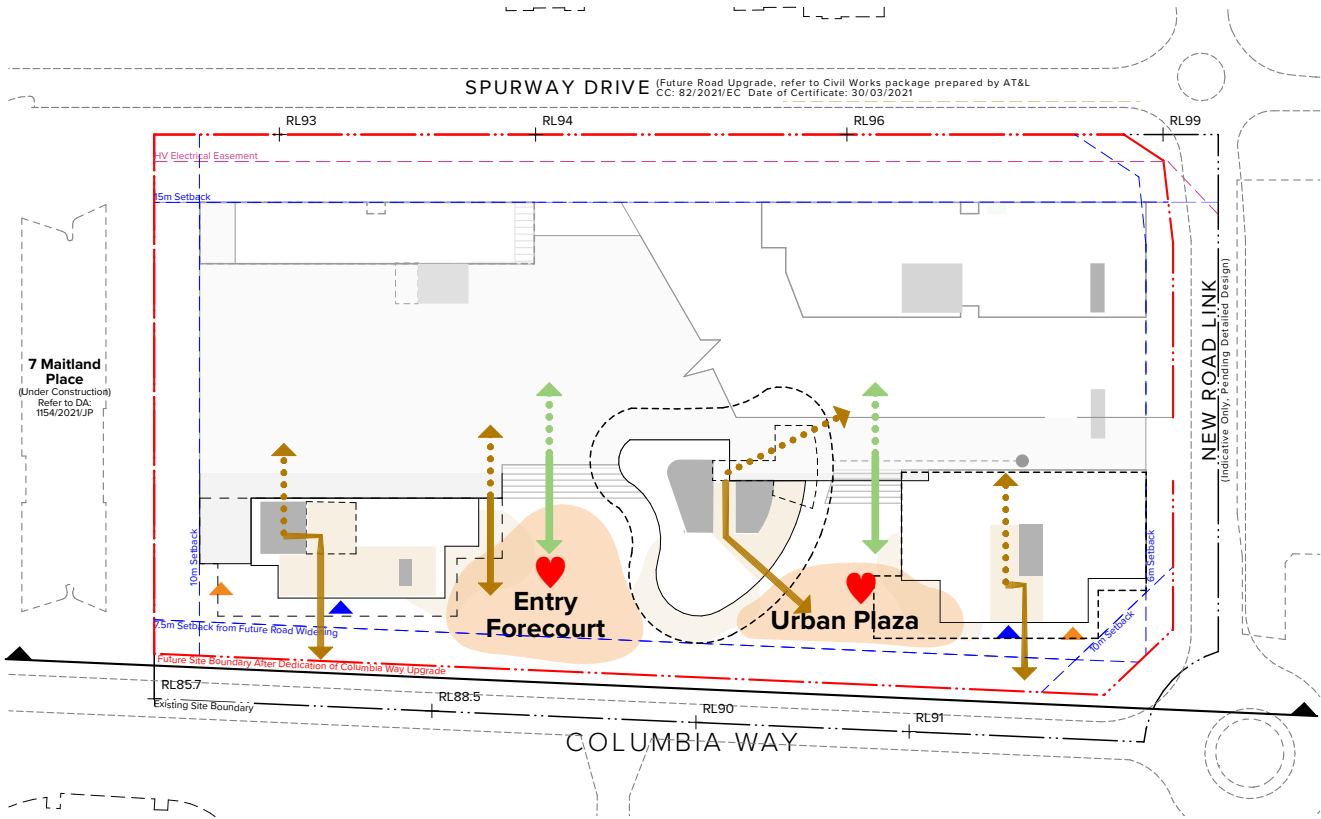 SPURWAY DRIVE (Future Road Upgrade, refer to Civil Works package prepared by AT&L
CC: 82/2021/EC Date of Certificate: 30/03/2021
RL93
RL94
RL96
RL99
HV Electrical Easement
15m Setback
7 Maitland
Place
(Under Construction)
Refer to DA:
1154/2021/JP
NEW ROAD LINK
(Indicative Only, Pending Detailed Design)
10m Setback
6m Setback
Entry
Forecourt
Urban Plaza
10m Setback
7.5m Setback from Future Road Widening
Future Site Boundary After Dedication of Columbia Way Upgrade
RL85.7
RL88.5
Existing Site Boundary
RL90
RL91
COLUMBIA WAY